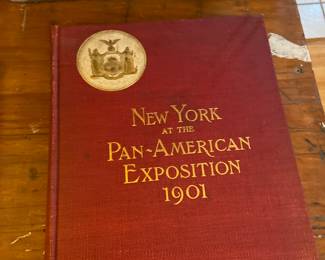 NEW YORK
AT THE
PAN-AMERICAN
EXPOSITION
1901